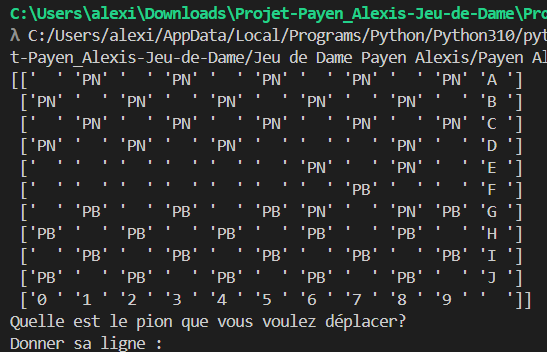 C:\Users\alexi\Downloads\Projet-Payen_Alexis-Jeu-de-Dame\Pro
λ C:/Users/alexi/AppData/Local/Programs/Python/Python310/pyt
t-Payen_Alexis-Jeu-de-Dame/Jeu de Dame Payen Alexis/Payen Al
[['  ' 'PN' '  ' 'PN' '  ' 'PN' '  ' 'PN' '  ' 'PN' 'A ']
 ['PN' '  ' 'PN' '  ' 'PN' '  ' 'PN' '  ' 'PN' '  ' 'B ']
 ['  ' 'PN' '  ' 'PN' '  ' 'PN' '  ' 'PN' '  ' 'PN' 'C ']
 ['PN' '  ' 'PN' '  ' 'PN' '  ' '  ' '  ' 'PN' '  ' 'D ']
 ['  ' '  ' '  ' '  ' '  ' '  ' 'PN' '  ' 'PN' '  ' 'E ']
 ['  ' '  ' '  ' '  ' '  ' '  ' '  ' 'PB' '  ' '  ' 'F ']
 ['  ' 'PB' '  ' 'PB' '  ' 'PB' 'PN' '  ' 'PN' 'PB' 'G ']
 ['PB' '  ' 'PB' '  ' 'PB' '  ' 'PB' '  ' 'PB' '  ' 'H ']
 ['  ' 'PB' '  ' 'PB' '  ' 'PB' '  ' 'PB' '  ' 'PB' 'I ']
 ['PB' '  ' 'PB' '  ' 'PB' '  ' 'PB' '  ' 'PB' '  ' 'J ']
 ['0 ' '1 ' '2 ' '3 ' '4 ' '5 ' '6 ' '7 ' '8 ' '9 ' '  ']]
Quelle est le pion que vous voulez déplacer?
Donner sa ligne :